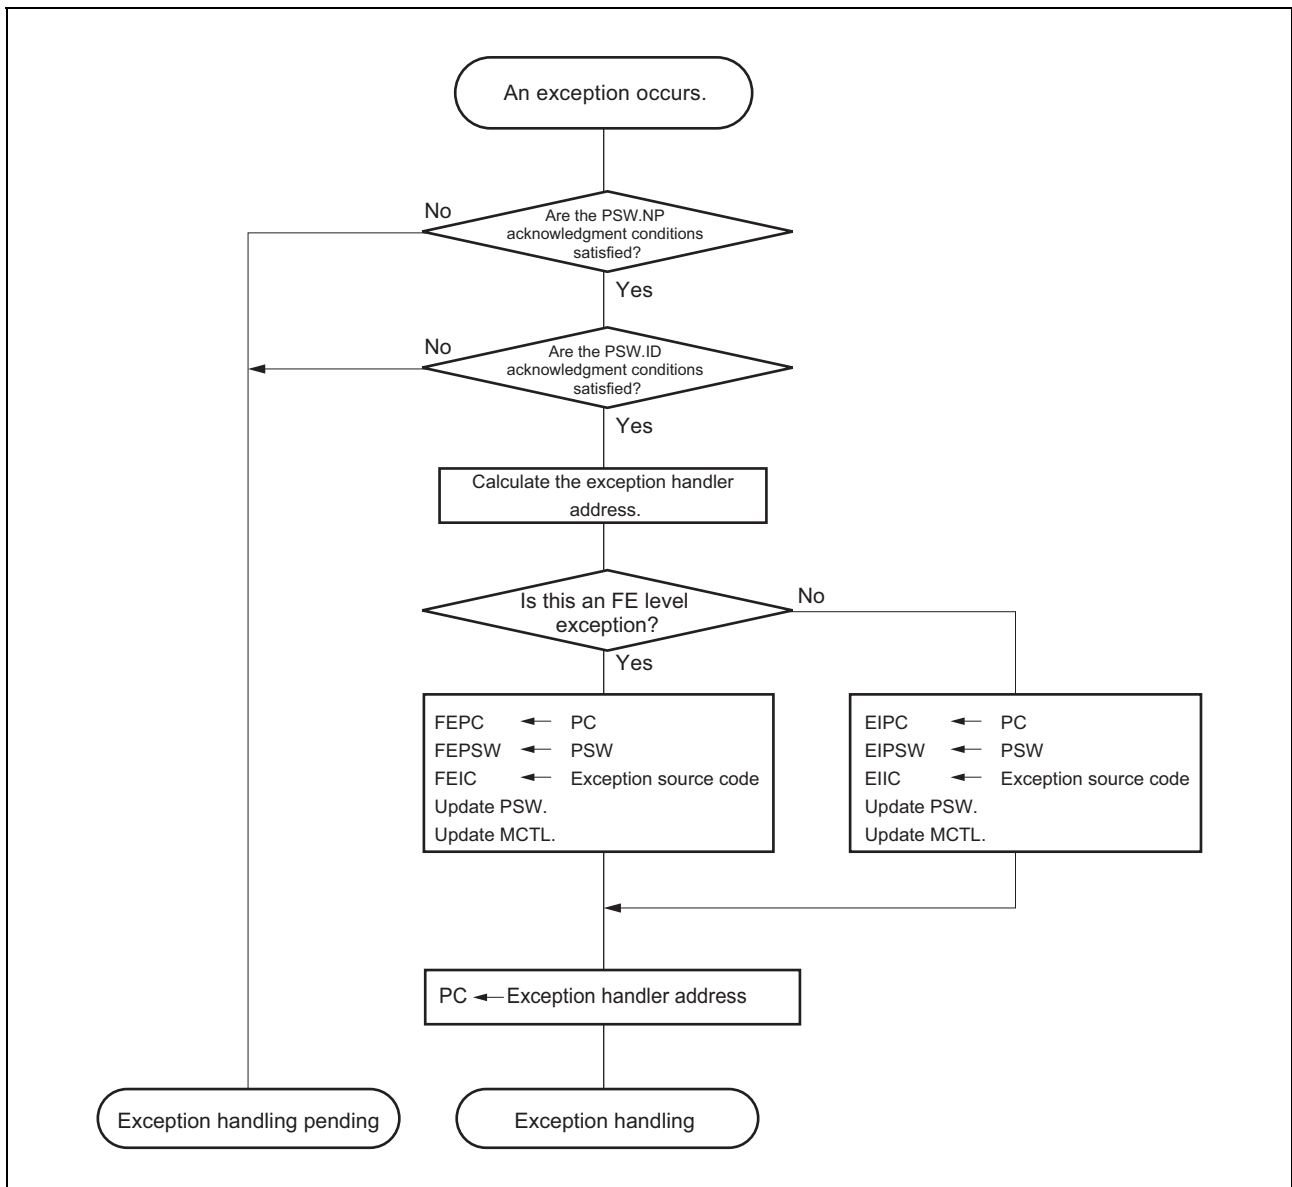 An exception occurs.
No
Are the PSW.NP
acknowledgment conditions
satisfied?
Yes
No
Are the PSW.ID
acknowledgment conditions
satisfied?
Yes
Calculate the exception handler
address.
Is this an FE level
exception?
No
Yes
FEPC ← PC
FEPSW ← PSW
FEIC ← Exception source code
Update PSW.
Update MCTL.
EIPC ← PC
EIPSW ← PSW
EIIC ← Exception source code
Update PSW.
Update MCTL.
PC ← Exception handler address
Exception handling pending
Exception handling